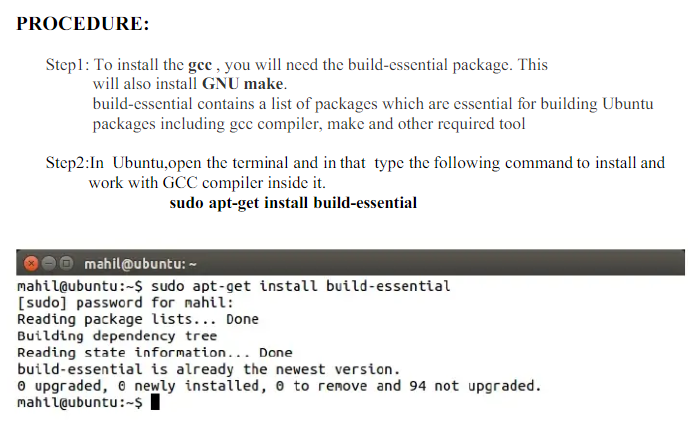 PROCEDURE:
Step1: To install the gcc , you will need the build-essential package. This
will also install GNU make.
build-essential contains a list of packages which are essential for building Ubuntu
packages including gcc compiler, make and other required tool
Step2:In Ubuntu,open the terminal and in that type the following command to install and
work with GCC compiler inside it.
sudo apt-get install build-essential
mahil@ubuntu: ~
mahil@ubuntu:~$ sudo apt-get install build-essential
[sudo] password for mahil:
Reading package lists... Done
Building dependency tree
Reading state information... Done
build-essential is already the newest version.
0 upgraded, 0 newly installed, 0 to remove and 94 not upgraded.
mahil@ubuntu:~$